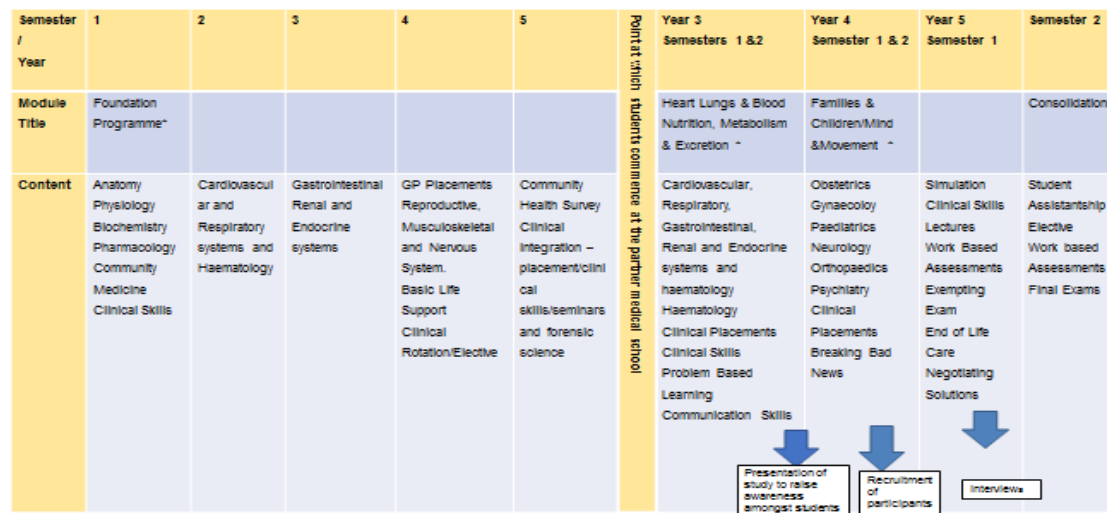 Semester / Year
1
2
3
4
5
Point at which students commence at the partner medical school
Year 3
Semesters 1 &2
Year 4
Semester 1 & 2
Year 5
Semester 1
Semester 2
Module
Title
Foundation
Programme^
Heart Lungs & Blood
Nutrition, Metabolism
& Excretion ^
Families &
Children/Mind
&Movement ^
Consolidation
Content
Anatomy
Physiology
Biochemistry
Pharmacology
Community
Medicine
Clinical Skills
Cardiovascul
ar and
Respiratory
systems and
Haematology
Gastrointestinal
Renal and
Endocrine
systems
GP Placements
Reproductive,
Musculoskeletal
and Nervous
System.
Basic Life
Support
Clinical
Rotation/Elective
Community
Health Survey
Clinical
Integration –
placement/clini
cal
skills/seminars
and forensic
science
Cardiovascular,
Respiratory,
Gastrointestinal,
Renal and Endocrine
systems and
haematology
Haematology
Clinical Placements
Clinical Skills
Problem Based
Learning
Communication Skills
Obstetrics
Gynaecoloy
Paediatrics
Neurology
Orthopaedics
Psychiatry
Clinical
Placements
Breaking Bad
News
Simulation
Clinical Skills
Lectures
Work Based
Assessments
Exempting
Exam
End of Life
Care
Negotiating
Solutions
Student
Assistantship
Elective
Work based
Assessments
Final Exams
Presentation of
study to raise
awareness
amongst students
Recruitment
of
participants
Interviews